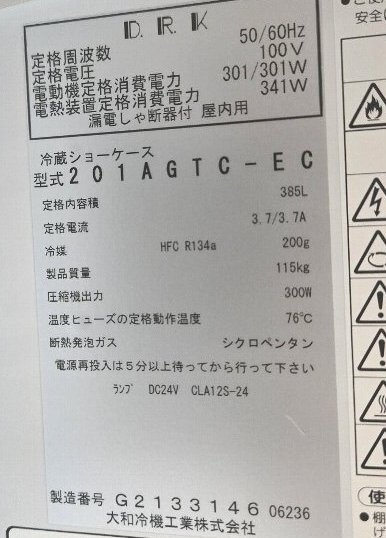 D.R.K
定格周波数 50/60Hz
定格電圧 100V
電動機定格消費電力 301/301W
電熱装置定格消費電力 341W
漏電しゃ断器付 屋内用
冷蔵ショーケース
型式 201AGTC-EC
定格内容積 385L
定格電流 3.7/3.7A
冷媒 HFC R134a 200g
製品質量 115kg
圧縮機出力 300W
温度ヒューズの定格動作温度 76℃
断熱発泡ガス シクロペンタン
電源再投入は5分以上待ってから行って下さい
ランプ DC24V CLA12S-24
製造番号 G2133146 06236
大和冷機工業株式会社
安全に
使
●棚